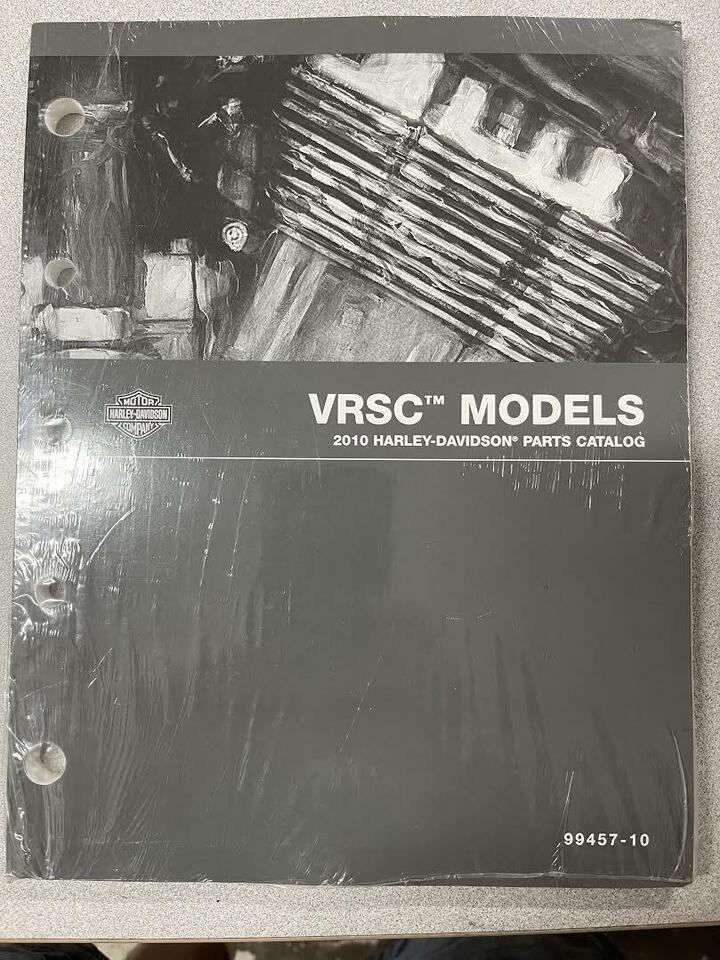 MOTOR
HARLEY-DAVIDSON
COMPANY
VRSC™ MODELS
2010 HARLEY-DAVIDSON® PARTS CATALOG
99457-10